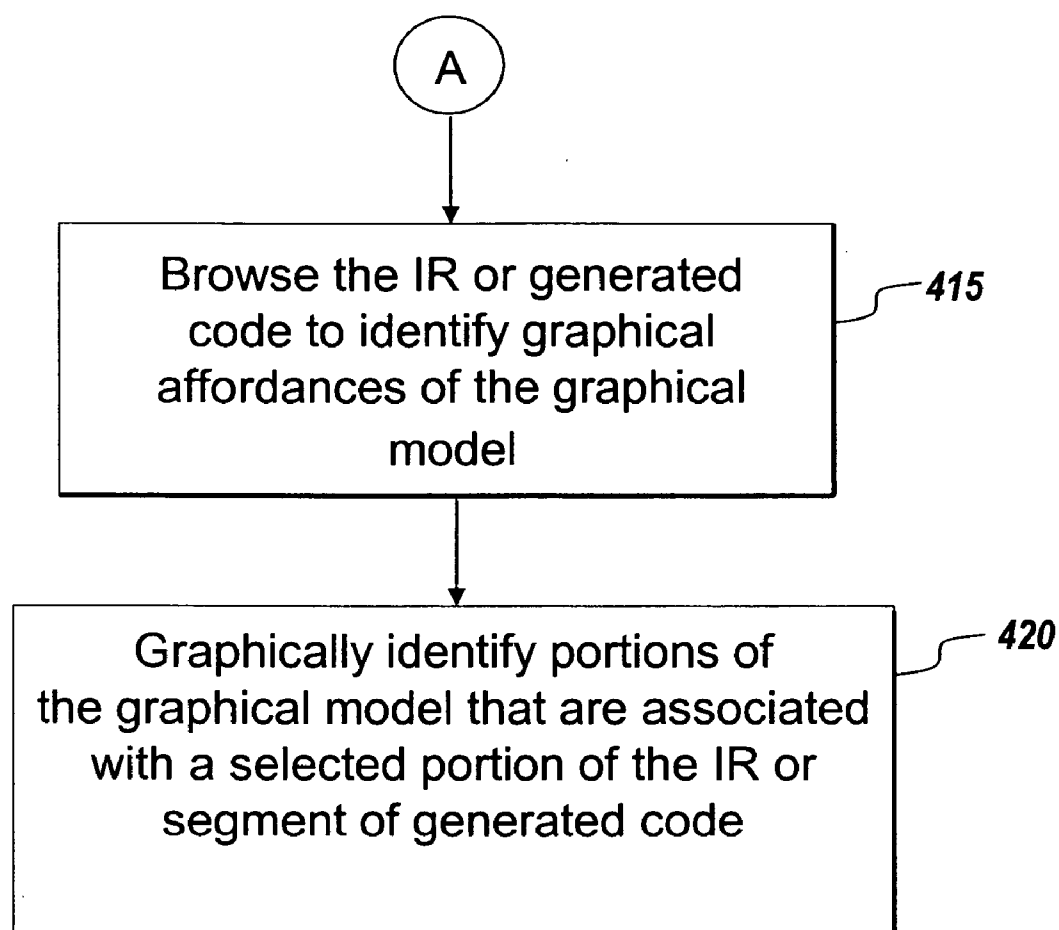 A
Browse the IR or generated
code to identify graphical
affordances of the graphical
model
415
Graphically identify portions of
the graphical model that are associated
with a selected portion of the IR or
segment of generated code
420